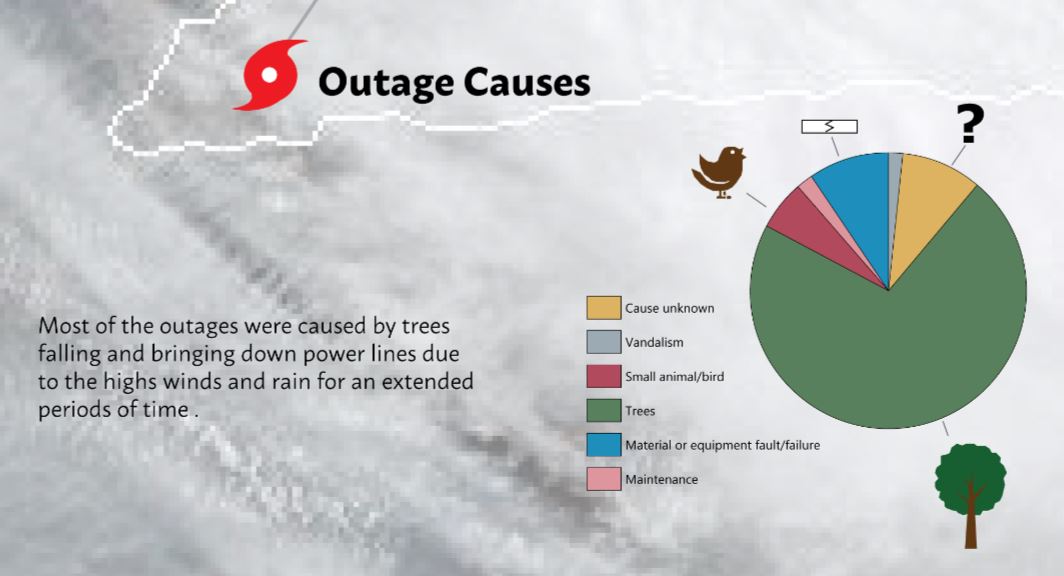 Outage Causes
?
Most of the outages were caused by trees
falling and bringing down power lines due
to the highs winds and rain for an extended
periods of time .
Cause unknown
Vandalism
Small animal/bird
Trees
Material or equipment fault/failure
Maintenance